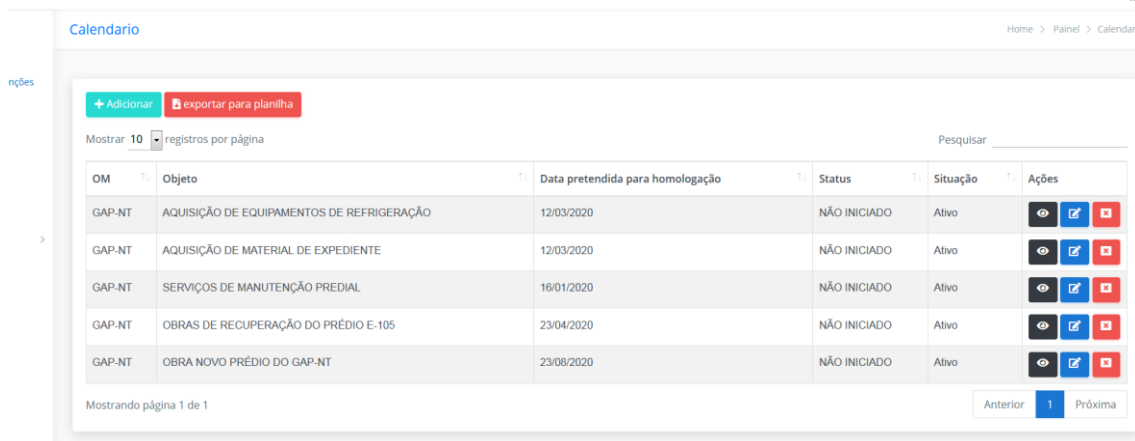 Calendario
Home > Painel > Calendar
nções
+ Adicionar exportar para planilha
Mostrar 10 registros por página
Pesquisar
OM Objeto Data pretendida para homologação Status Situação Ações
GAP-NT AQUISIÇÃO DE EQUIPAMENTOS DE REFRIGERAÇÃO 12/03/2020 NÃO INICIADO Ativo
GAP-NT AQUISIÇÃO DE MATERIAL DE EXPEDIENTE 12/03/2020 NÃO INICIADO Ativo
GAP-NT SERVIÇOS DE MANUTENÇÃO PREDIAL 16/01/2020 NÃO INICIADO Ativo
GAP-NT OBRAS DE RECUPERAÇÃO DO PRÉDIO E-105 23/04/2020 NÃO INICIADO Ativo
GAP-NT OBRA NOVO PRÉDIO DO GAP-NT 23/08/2020 NÃO INICIADO Ativo
Mostrando página 1 de 1
Anterior 1 Próxima